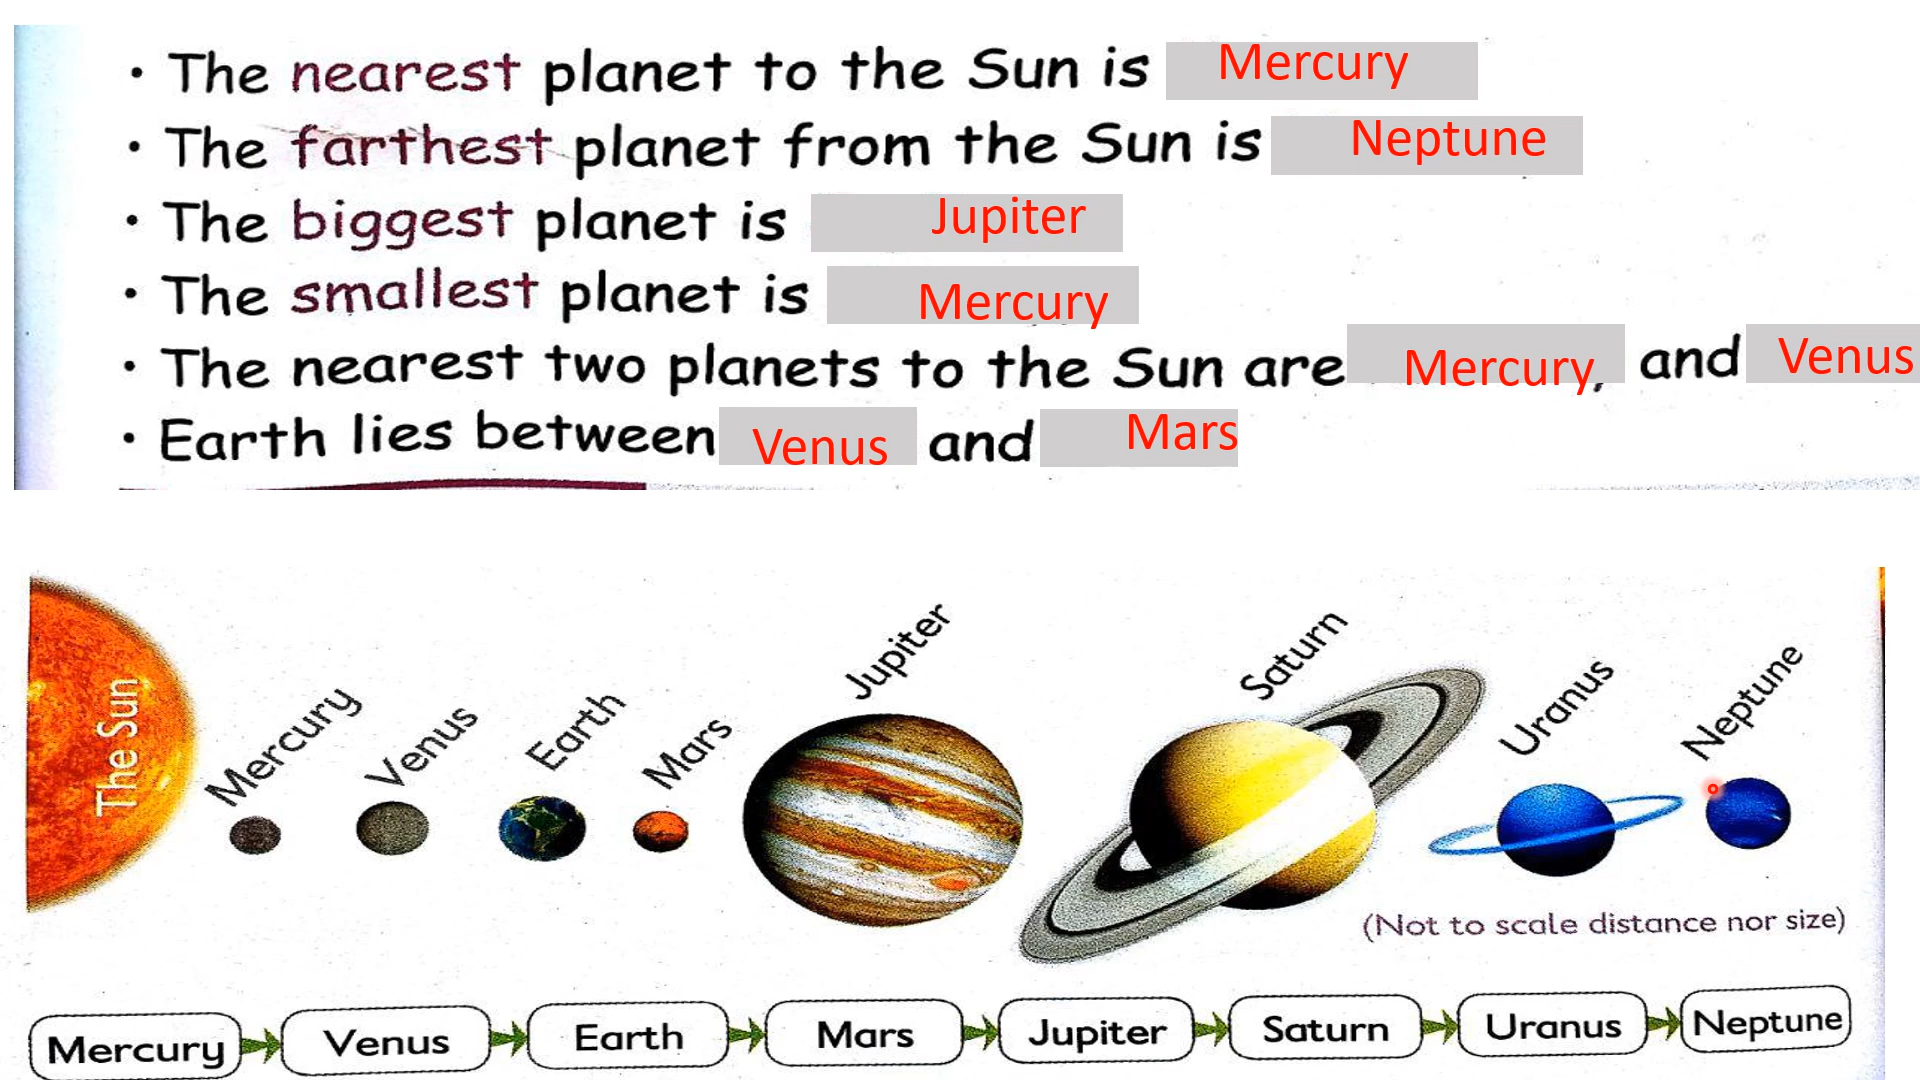 • The nearest planet to the Sun is Mercury
• The farthest planet from the Sun is Neptune
• The biggest planet is Jupiter
• The smallest planet is Mercury
• The nearest two planets to the Sun are Mercury, and Venus
• Earth lies between Venus and Mars
The Sun
Mercury
Venus
Earth
Mars
Jupiter
Saturn
Uranus
Neptune
(Not to scale distance nor size)
Mercury Venus Earth Mars Jupiter Saturn Uranus Neptune